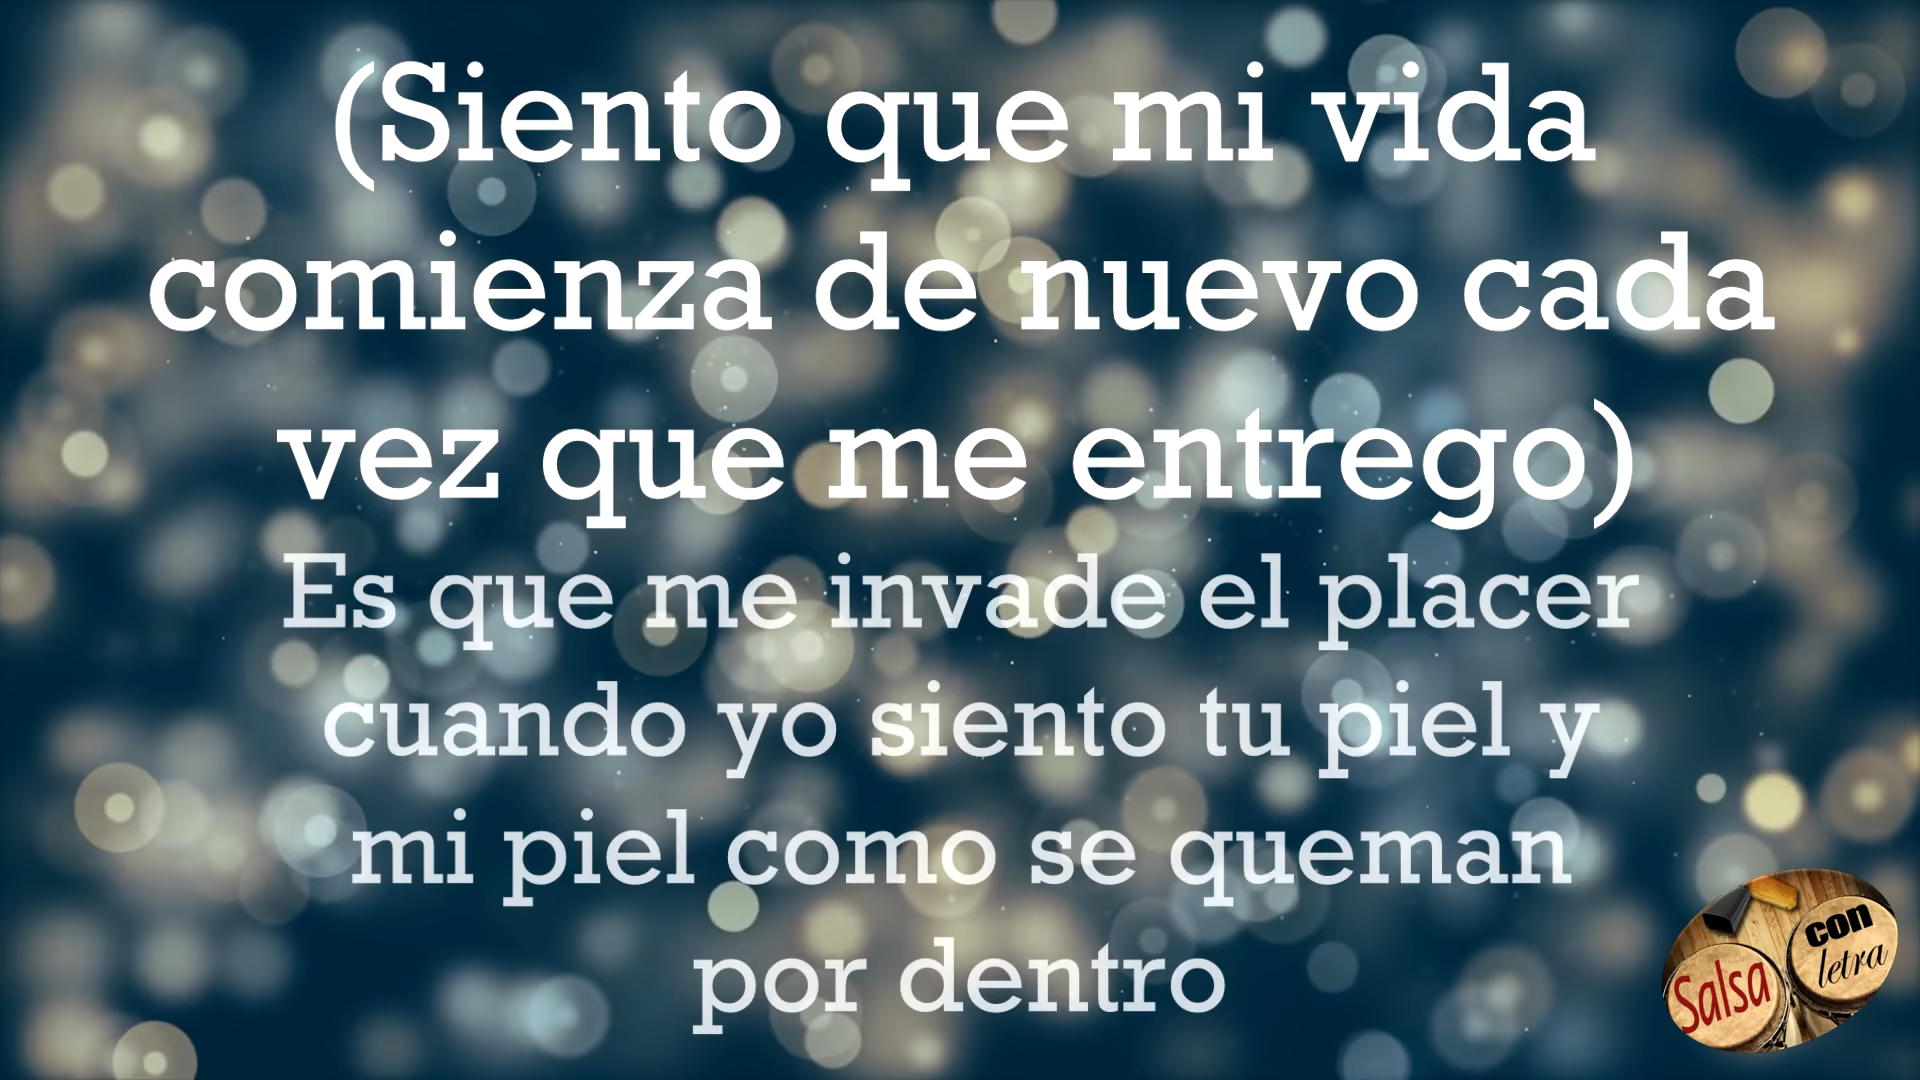 (Siento que mi vida
comienza de nuevo cada
vez que me entrego)
Es que me invade el placer
cuando yo siento tu piel y
mi piel como se queman
por dentro
Salsa
con
letra